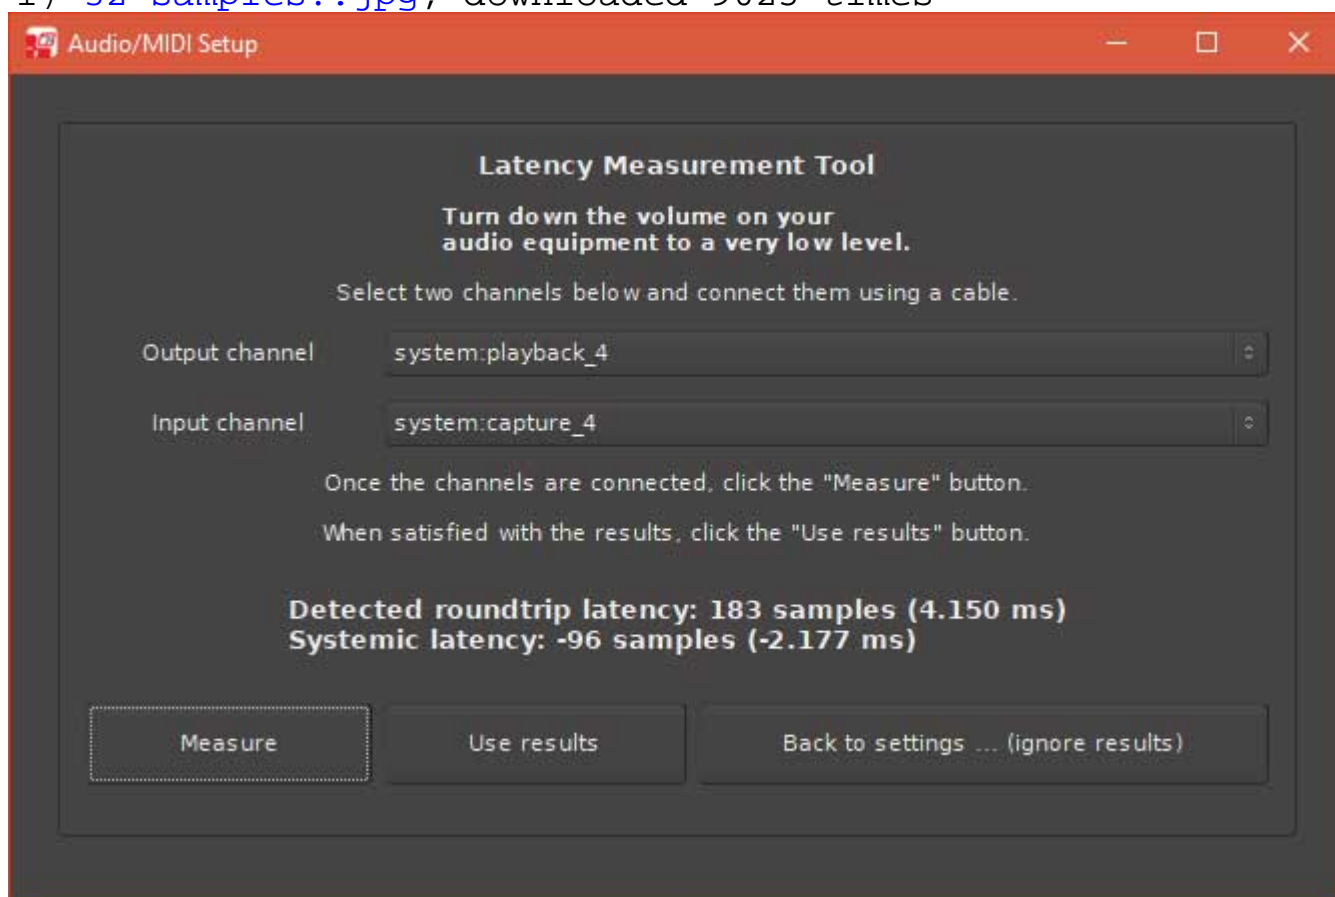 Audio/MIDI Setup
Latency Measurement Tool
Turn down the volume on your
audio equipment to a very low level.
Select two channels below and connect them using a cable.
Output channel system:playback_4
Input channel system:capture_4
Once the channels are connected, click the "Measure" button.
When satisfied with the results, click the "Use results" button.
Detected roundtrip latency: 183 samples (4.150 ms)
Systemic latency: -96 samples (-2.177 ms)
Measure Use results Back to settings ... (ignore results)